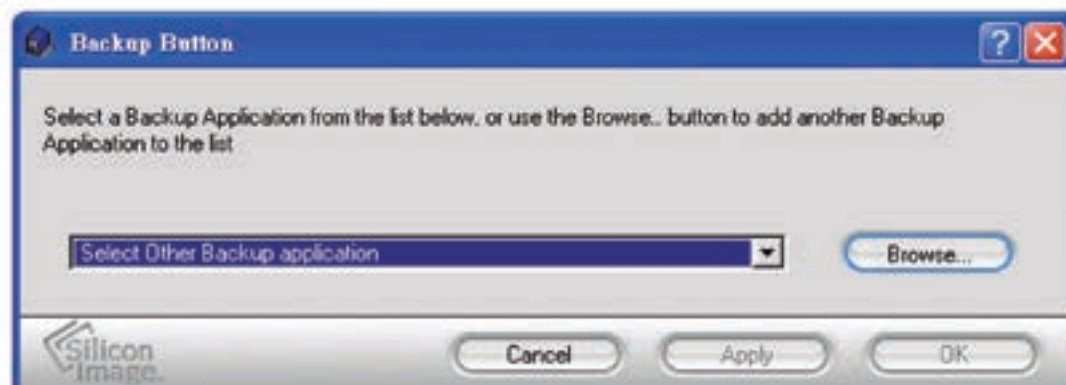 Backup Button
Select a Backup Application from the list below, or use the Browse.. button to add another Backup
Application to the list
Select Other Backup application
Browse...
Silicon
Image.
Cancel
Apply
OK